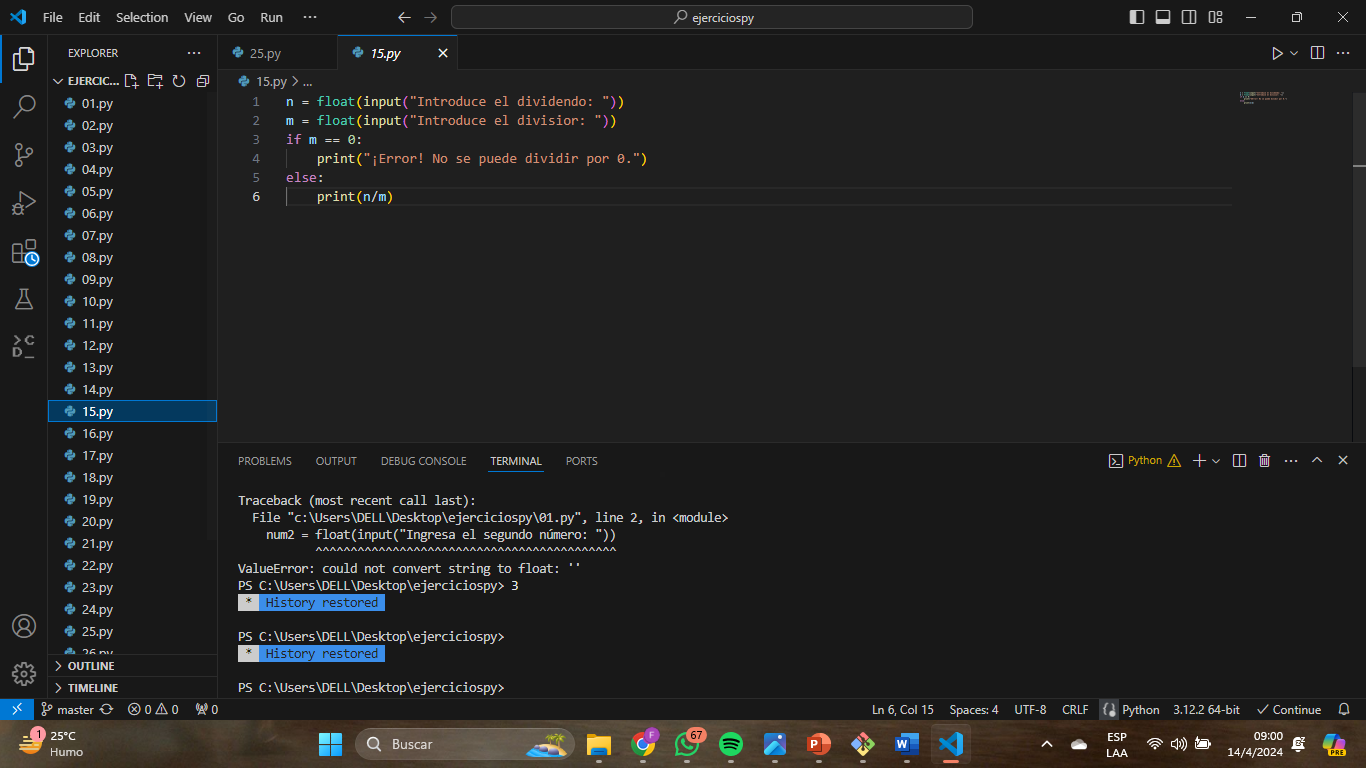 File Edit Selection View Go Run ··· ejerciciospy
EXPLORER ···
EJERCIC...
01.py
02.py
03.py
04.py
05.py
06.py
07.py
08.py
09.py
10.py
11.py
12.py
13.py
14.py
15.py
16.py
17.py
18.py
19.py
20.py
21.py
22.py
23.py
24.py
25.py
26.py
OUTLINE
TIMELINE
25.py 15.py
15.py > ...
1 n = float(input("Introduce el dividendo: "))
2 m = float(input("Introduce el divisior: "))
3 if m == 0:
4     print("¡Error! No se puede dividir por 0.")
5 else:
6     print(n/m)
PROBLEMS OUTPUT DEBUG CONSOLE TERMINAL PORTS Python
Traceback (most recent call last):
  File "c:\Users\DELL\Desktop\ejerciciospy\01.py", line 2, in <module>
    num2 = float(input("Ingresa el segundo número: "))
           ^^^^^^^^^^^^^^^^^^^^^^^^^^^^^^^^^^^^^^^^^^^
ValueError: could not convert string to float: ''
PS C:\Users\DELL\Desktop\ejerciciospy> 3
* History restored
PS C:\Users\DELL\Desktop\ejerciciospy>
* History restored
PS C:\Users\DELL\Desktop\ejerciciospy>
master 0 0 0 Ln 6, Col 15 Spaces: 4 UTF-8 CRLF Python 3.12.2 64-bit Continue
1 25°C
Humo
Buscar
F
67
ESP
LAA
09:00
14/4/2024
PRE